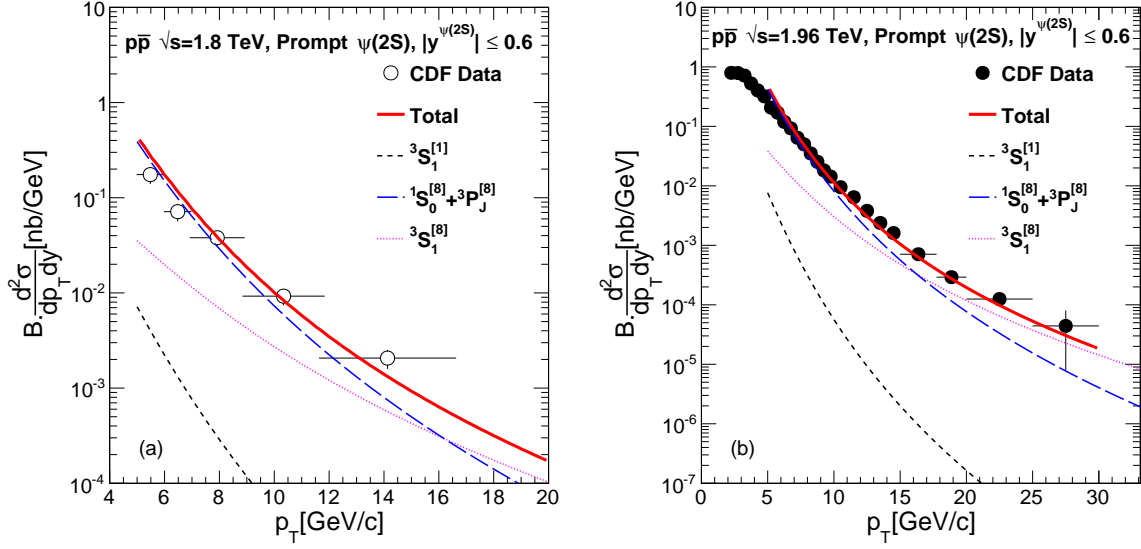 pp̅ √s=1.8 TeV, Prompt ψ(2S), |y^ψ(2S)| ≤ 0.6
CDF Data
Total
³S₁^[1]
¹S₀^[8]+³P_J^[8]
³S₁^[8]
B·d²σ/dp_T dy[nb/GeV]
1
10⁻¹
10⁻²
10⁻³
10⁻⁴
(a)
4 6 8 10 12 14 16 18 20
p_T[GeV/c]
pp̅ √s=1.96 TeV, Prompt ψ(2S), |y^ψ(2S)| ≤ 0.6
CDF Data
Total
³S₁^[1]
¹S₀^[8]+³P_J^[8]
³S₁^[8]
B·d²σ/dp_T dy[nb/GeV]
10
1
10⁻¹
10⁻²
10⁻³
10⁻⁴
10⁻⁵
10⁻⁶
10⁻⁷
(b)
0 5 10 15 20 25 30
p_T[GeV/c]